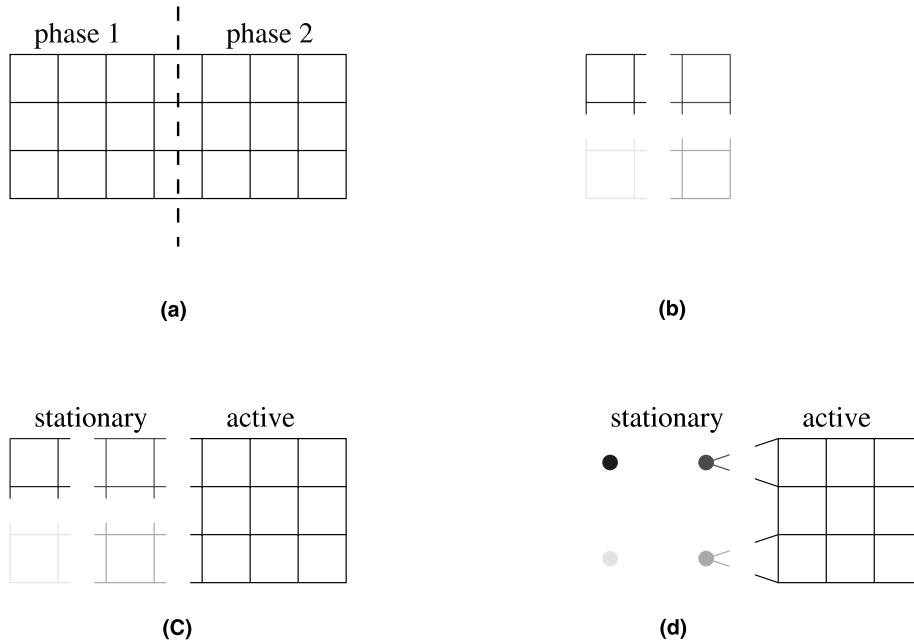 phase 1 phase 2
(a)
(b)
stationary active
(C)
stationary active
(d)